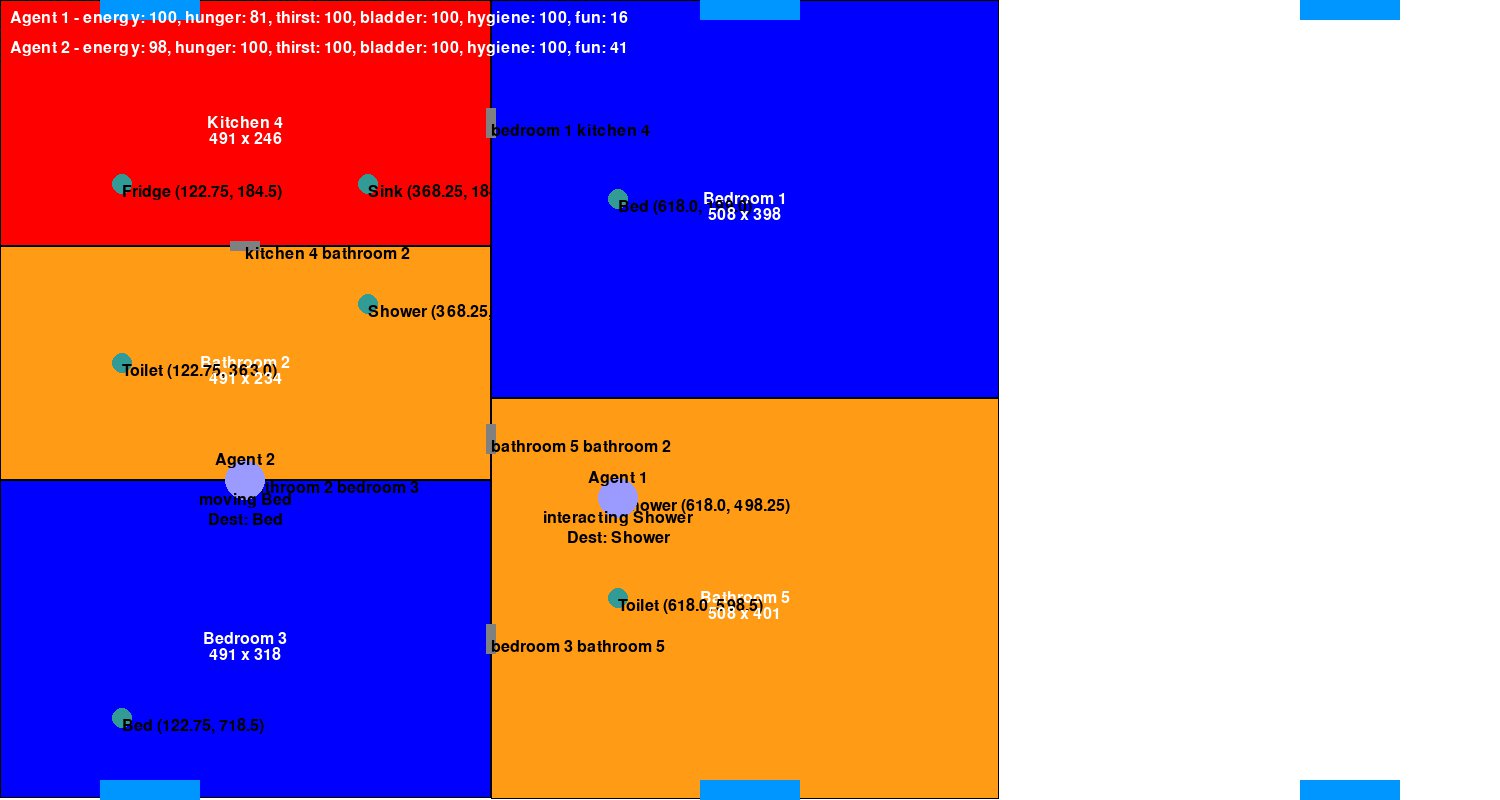 Agent 1 - energy: 100, hunger: 81, thirst: 100, bladder: 100, hygiene: 100, fun: 16
Agent 2 - energy: 98, hunger: 100, thirst: 100, bladder: 100, hygiene: 100, fun: 41
Kitchen 4
491 x 246
bedroom 1 kitchen 4
Fridge (122.75, 184.5)
Sink (368.25, 18
Bedroom 1
508 x 398
Bed (618.0,
kitchen 4 bathroom 2
Shower (368.25,
Bathroom 2
491 x 234
Toilet (122.75, 363.0)
bathroom 5 bathroom 2
Agent 2
throom 2 bedroom 3
moving Bed
Dest: Bed
Agent 1
ower (618.0, 498.25)
interacting Shower
Dest: Shower
Bathroom 5
508 x 401
Toilet (618.0, 598.5)
Bedroom 3
491 x 318
bedroom 3 bathroom 5
Bed (122.75, 718.5)